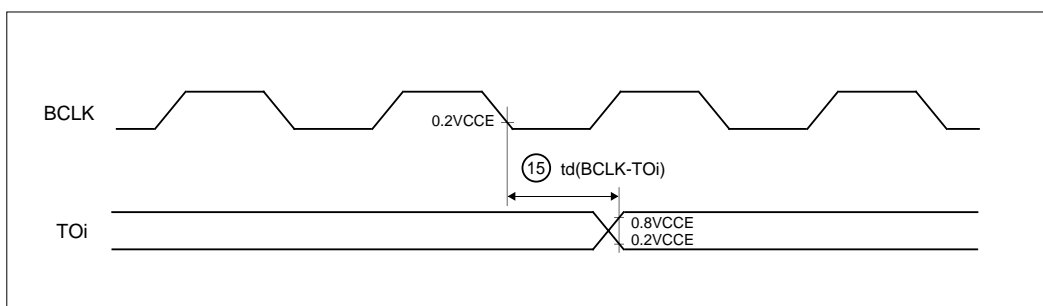 BCLK
0.2VCCE
15 td(BCLK-TOi)
TOi
0.8VCCE
0.2VCCE